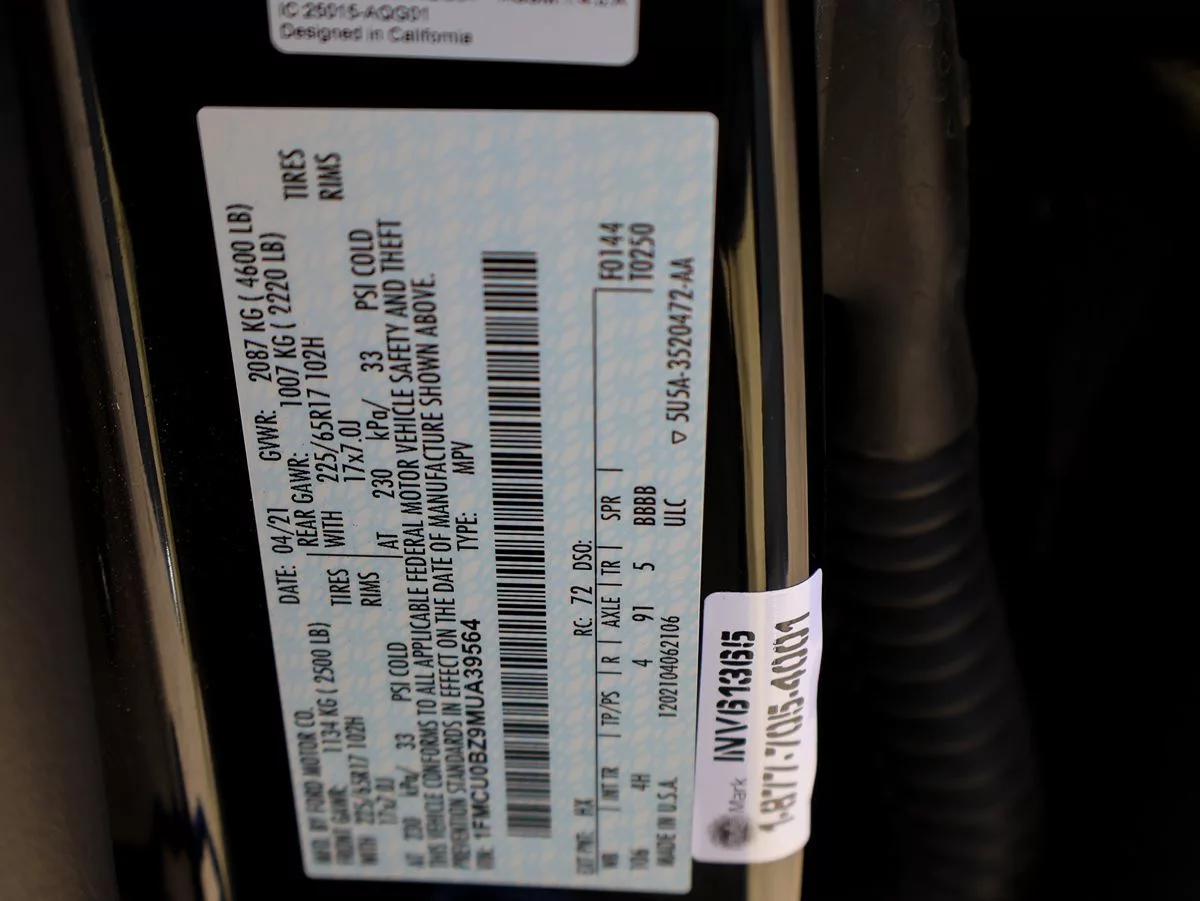 IC:25015-AQG01
Designed in California
MFD. BY FORD MOTOR CO.
DATE: 04/21 GVWR: 2087 KG ( 4600 LB)
FRONT GAWR: 1134 KG ( 2500 LB) REAR GAWR: 1007 KG ( 2220 LB)
WITH 225/65R17 102H TIRES WITH 225/65R17 102H TIRES
17x7.0J RIMS 17x7.0J RIMS
AT 230 kPa/ 33 PSI COLD AT 230 kPa/ 33 PSI COLD
THIS VEHICLE CONFORMS TO ALL APPLICABLE FEDERAL MOTOR VEHICLE SAFETY AND THEFT
PREVENTION STANDARDS IN EFFECT ON THE DATE OF MANUFACTURE SHOWN ABOVE.
VIN: 1FMCU0BZ9MUA39564 TYPE: MPV
EXT PNT: HX RC: 72 DSO: F0144
WB INT TR TP/PS R AXLE TR SPR T0250
106 4H 4 91 5 BBBB
MADE IN U.S.A. 1202104062106 ULC ▽ 5U5A-3520472-AA
Mark INV61365
1-877-705-4001